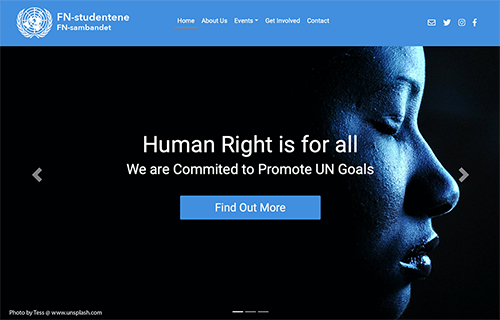 FN-studentene
FN-sambandet
Home About Us Events Get Involved Contact
Human Right is for all
We are Commited to Promote UN Goals
Find Out More
Photo by Tess @ www.unsplash.com